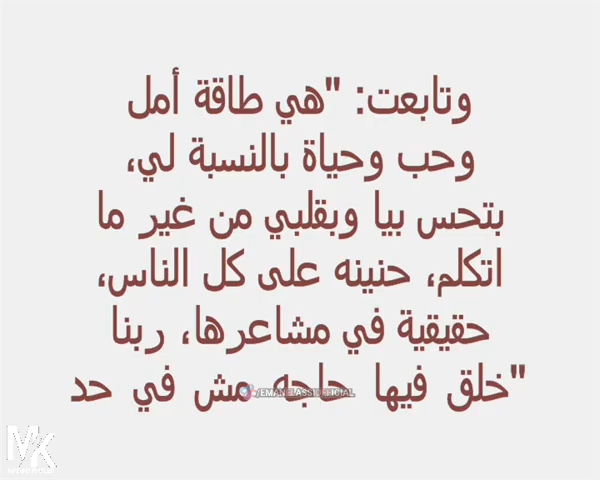 وتابعت: "هي طاقة أمل
وحب وحياة بالنسبة لي،
بتحس بيا وبقلبي من غير ما
اتكلم، حنينه على كل الناس،
حقيقية في مشاعرها، ربنا
خلق فيها حاجه مش في حد"
MK